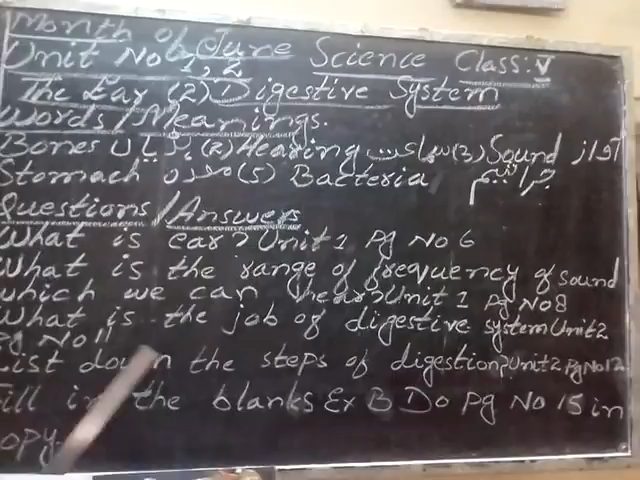 Month of June Science Class: V
Unit No 1, 2
The Ear (2) Digestive System
Words/Meanings.
Bones ہڈیاں (2) Hearing سماعت (3) Sound آواز
Stomach معدہ (5) Bacteria جراثیم
Questions/Answers
What is ear? Unit 1 Pg No 6
What is the range of frequency of sound
which we can hear? Unit 1 Pg No 8
What is the job of digestive system Unit 2
Pg No 11
List down the steps of digestion? Unit 2 Pg No 12
Fill in the blanks Ex B Do Pg No 15 in
opy.